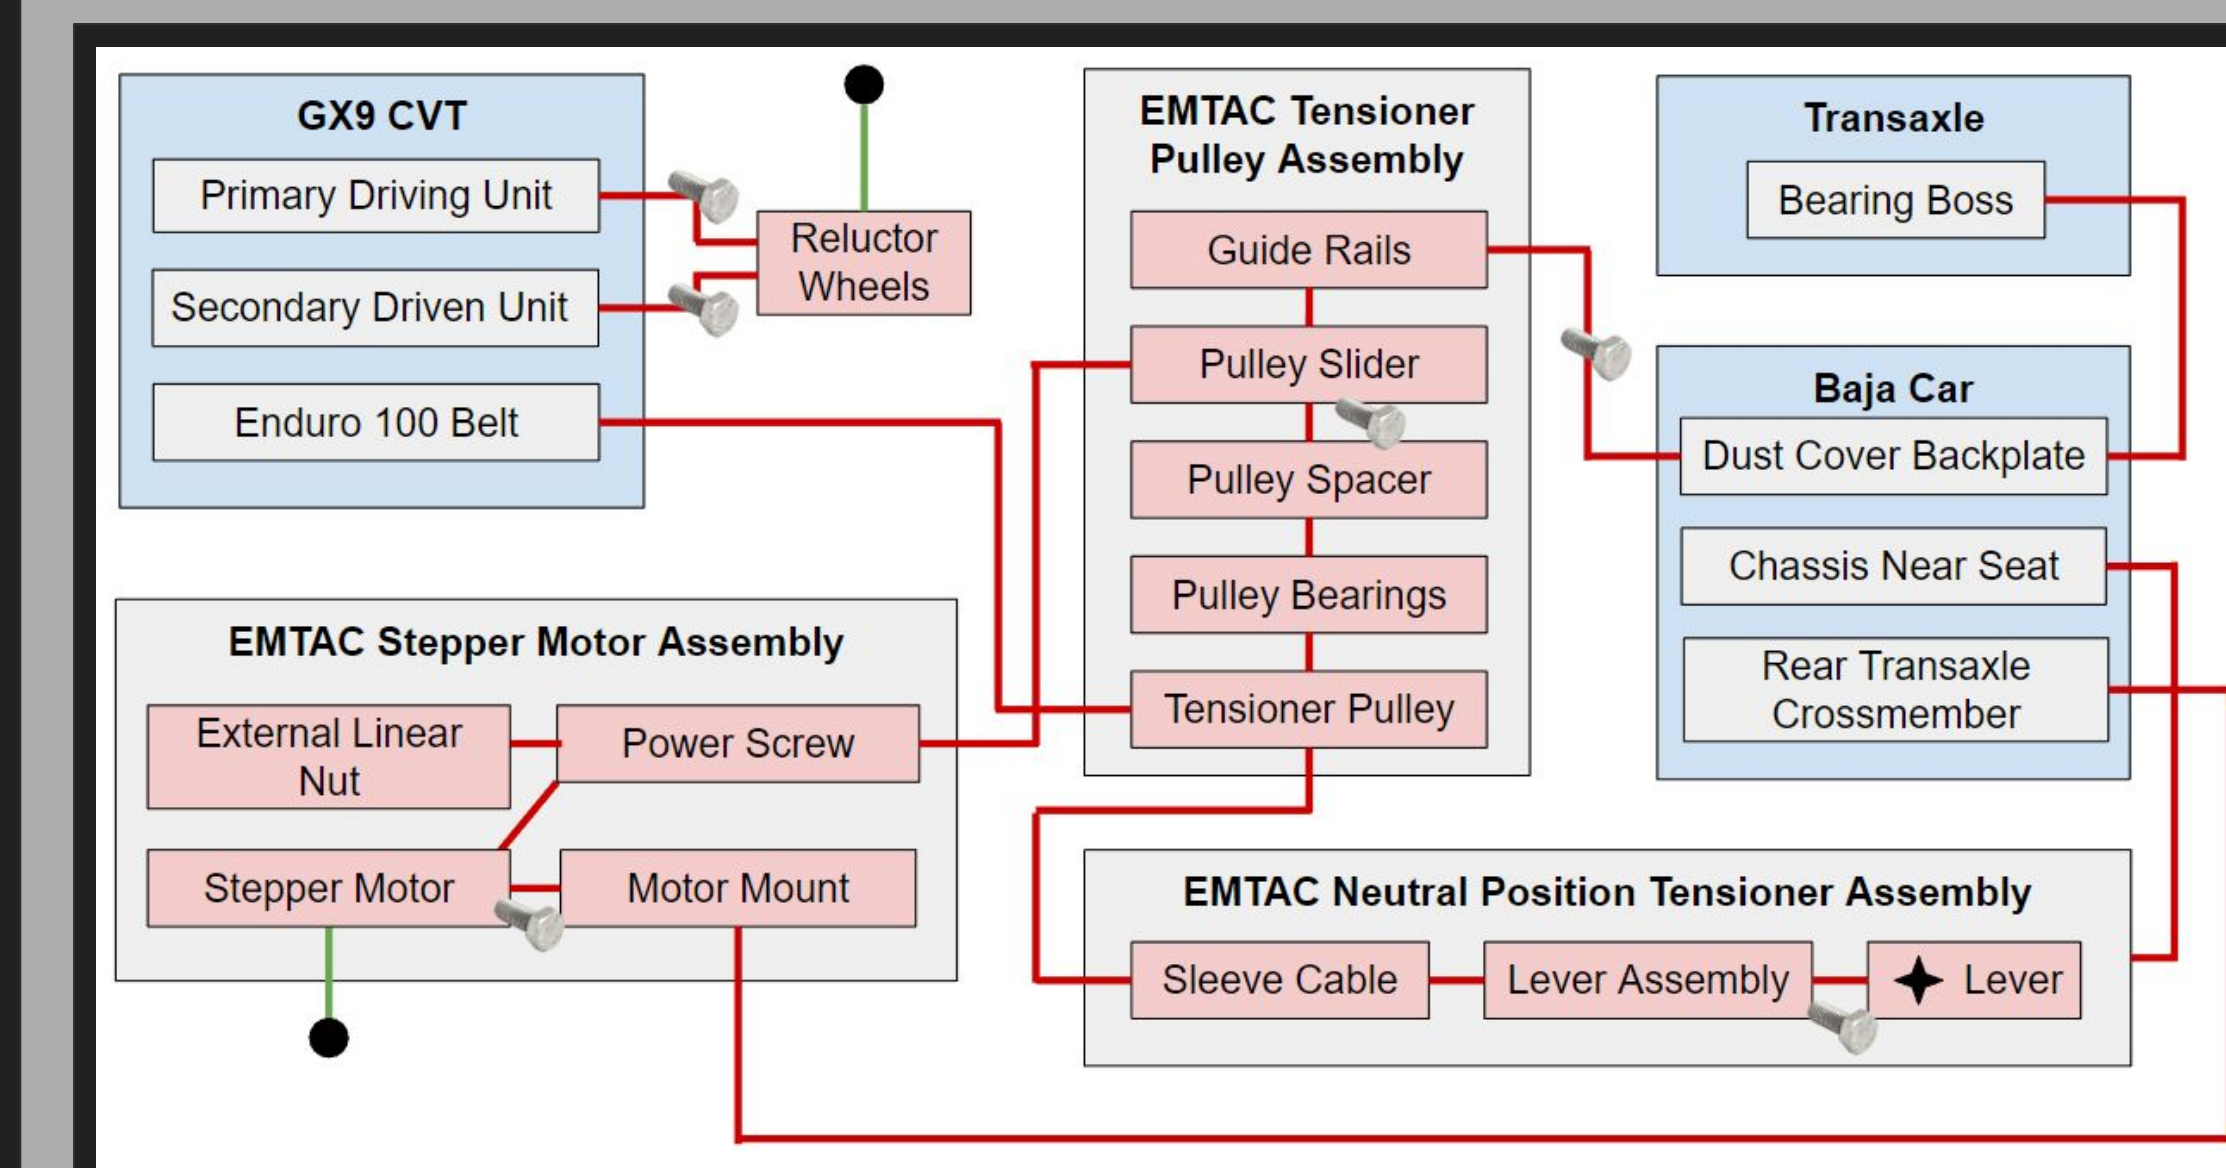 GX9 CVT
Primary Driving Unit
Secondary Driven Unit
Enduro 100 Belt
Reluctor
Wheels
EMTAC Tensioner
Pulley Assembly
Guide Rails
Pulley Slider
Pulley Spacer
Pulley Bearings
Tensioner Pulley
Transaxle
Bearing Boss
Baja Car
Dust Cover Backplate
Chassis Near Seat
Rear Transaxle
Crossmember
EMTAC Stepper Motor Assembly
External Linear
Nut
Power Screw
Stepper Motor
Motor Mount
EMTAC Neutral Position Tensioner Assembly
Sleeve Cable
Lever Assembly
Lever